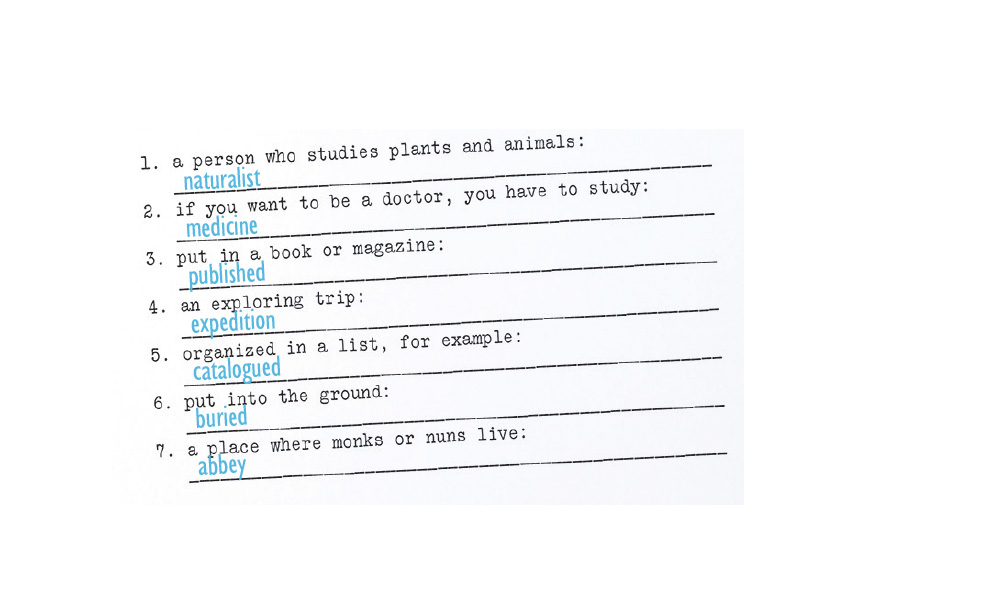 1. a person who studies plants and animals:
naturalist
2. if you want to be a doctor, you have to study:
medicine
3. put in a book or magazine:
published
4. an exploring trip:
expedition
5. organized in a list, for example:
catalogued
6. put into the ground:
buried
7. a place where monks or nuns live:
abbey